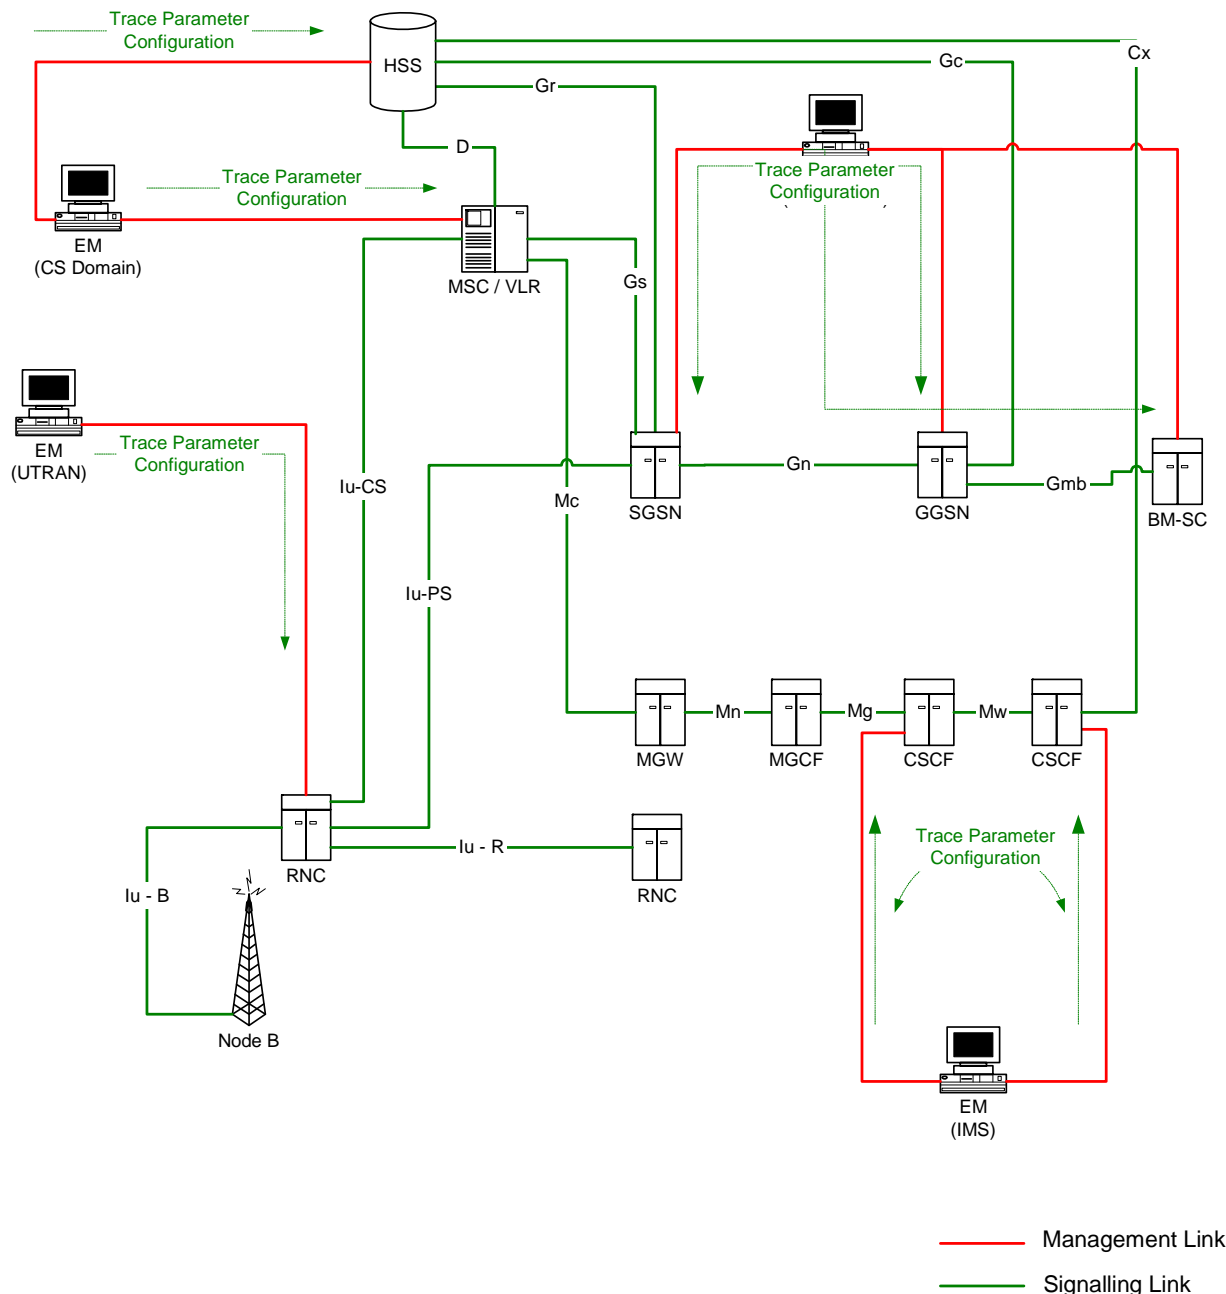 Trace Parameter
Configuration
HSS
Cx
Gc
Gr
D
Trace Parameter
Configuration
Trace Parameter
Configuration
EM
(CS Domain)
MSC / VLR
Gs
EM
(UTRAN)
Trace Parameter
Configuration
Iu-CS
Mc
SGSN
Gn
GGSN
Gmb
BM-SC
Iu-PS
MGW
Mn
MGCF
Mg
CSCF
Mw
CSCF
RNC
Iu - R
RNC
Trace Parameter
Configuration
Iu - B
Node B
EM
(IMS)
Management Link
Signalling Link